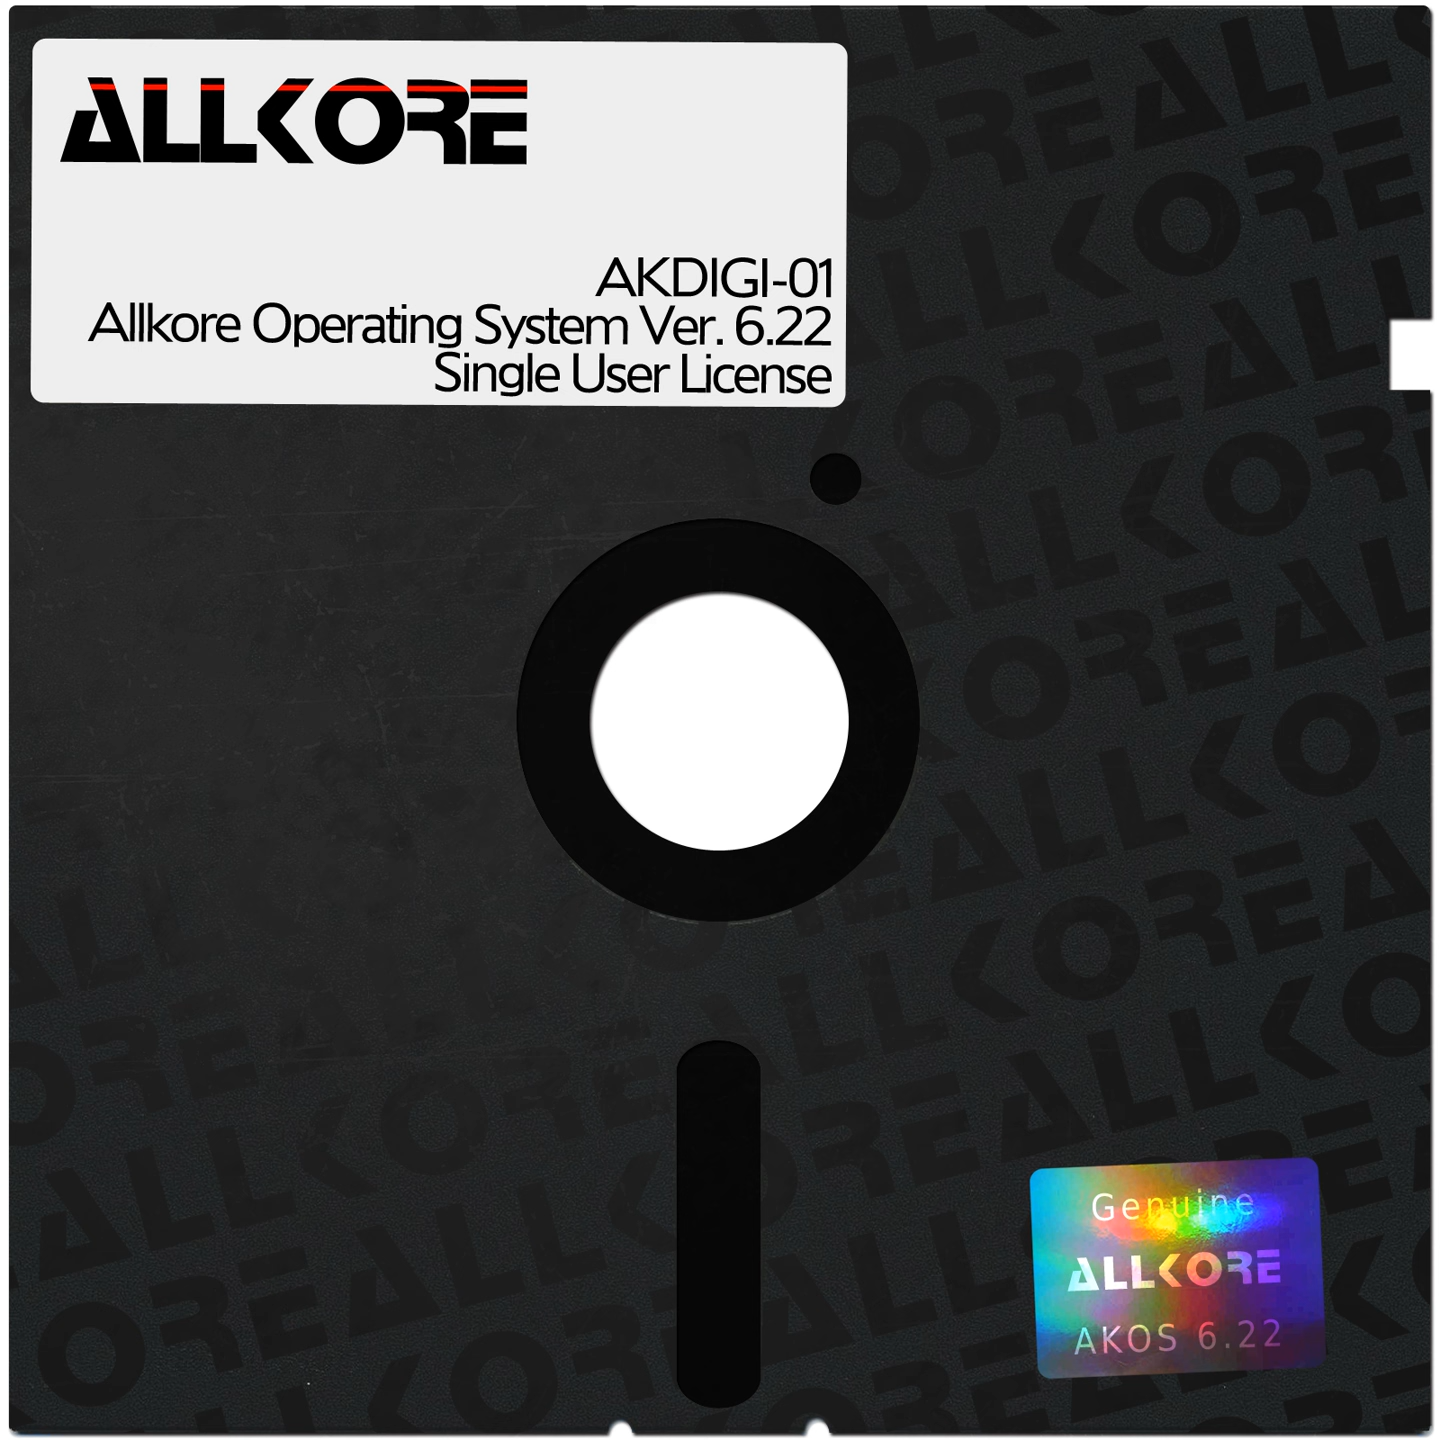 ALLKORE
AKDIGI-01
Allkore Operating System Ver. 6.22
Single User License
Genuine
ALLKORE
AKOS 6.22